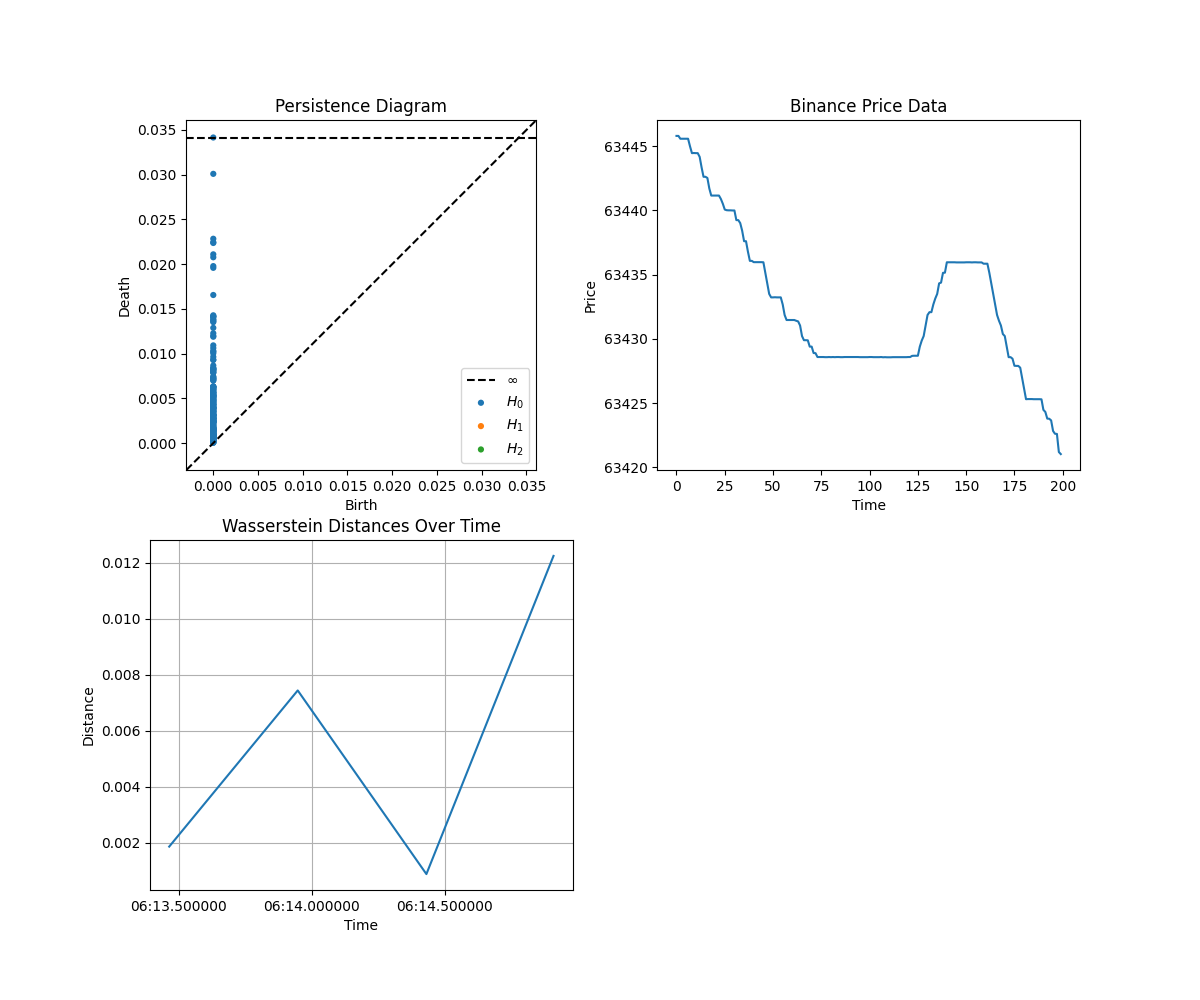 Persistence Diagram
0.035
0.030
0.025
0.020
0.015
0.010
0.005
0.000
Death
∞
H₀
H₁
H₂
0.000 0.005 0.010 0.015 0.020 0.025 0.030 0.035
Birth
Binance Price Data
63445
63440
63435
63430
63425
63420
Price
0 25 50 75 100 125 150 175 200
Time
Wasserstein Distances Over Time
0.012
0.010
0.008
0.006
0.004
0.002
Distance
06:13.500000 06:14.000000 06:14.500000
Time